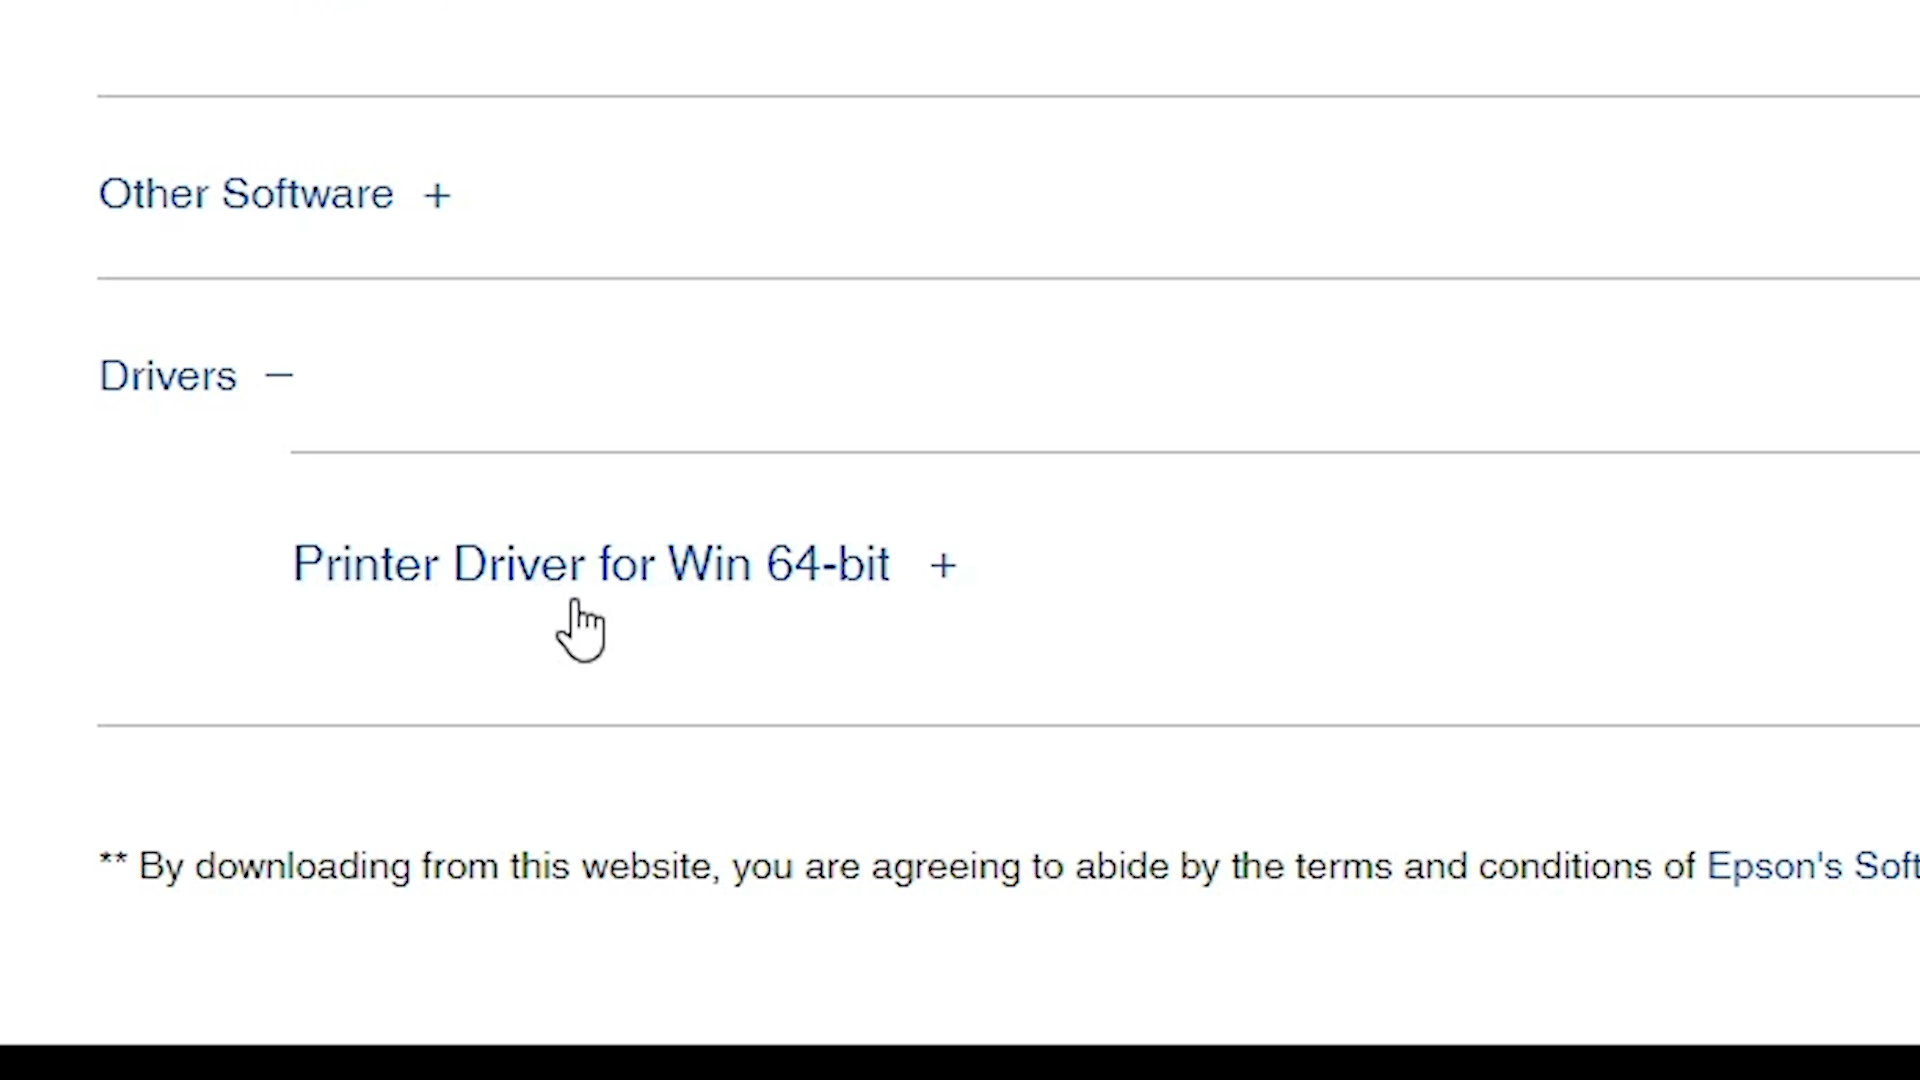 Other Software +
Drivers −
Printer Driver for Win 64-bit +
** By downloading from this website, you are agreeing to abide by the terms and conditions of Epson's